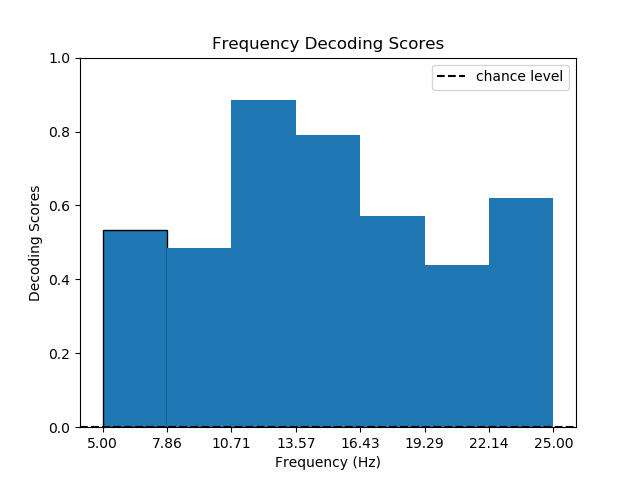 Frequency Decoding Scores
1.0
chance level
0.8
0.6
0.4
0.2
0.0
Decoding Scores
5.00 7.86 10.71 13.57 16.43 19.29 22.14 25.00
Frequency (Hz)